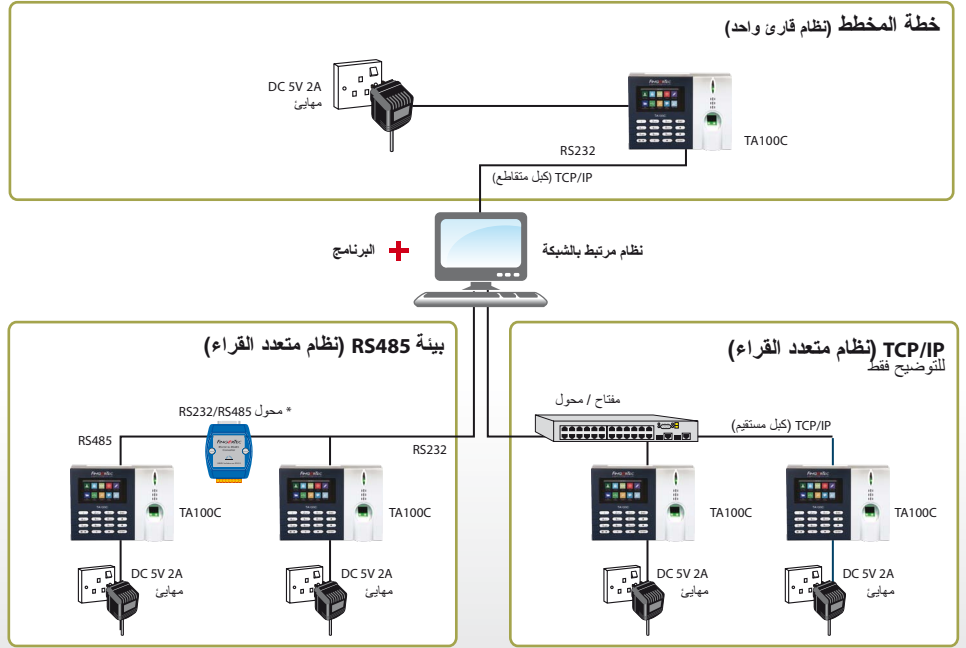 خطة المخطط (نظام قارئ واحد)
DC 5V 2A
مهايئ
TA100C
RS232
TCP/IP (كبل متقاطع)
نظام مرتبط بالشبكة
البرنامج
بيئة RS485 (نظام متعدد القراء)
* محول RS232/RS485
RS485
RS232
FingerTec
TA100C
TA100C
DC 5V 2A
مهايئ
DC 5V 2A
مهايئ
TCP/IP (نظام متعدد القراء)
للتوضيح فقط
مفتاح / محول
TCP/IP (كبل مستقيم)
TA100C
TA100C
DC 5V 2A
مهايئ
DC 5V 2A
مهايئ